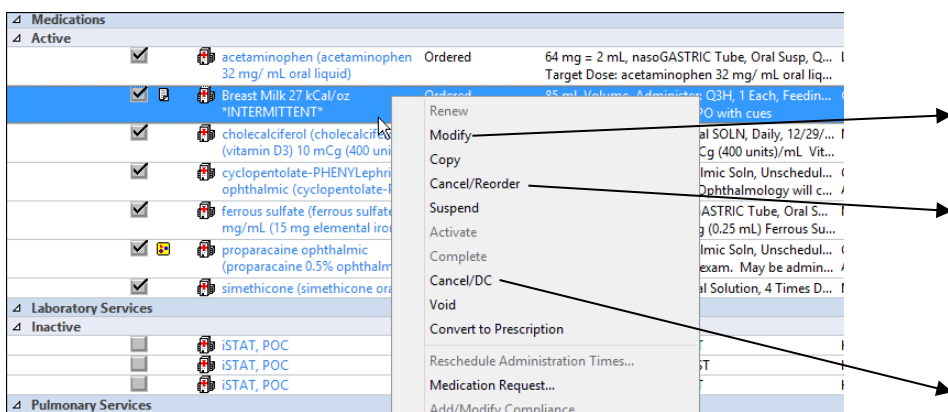 Medications
Active
acetaminophen (acetaminophen Ordered 64 mg = 2 mL, nasoGASTRIC Tube, Oral Susp, Q...
32 mg/ mL oral liquid) Target Dose: acetaminophen 32 mg/ mL oral liq...
Breast Milk 27 kCal/oz Ordered 85 mL Volume, Administer: Q3H, 1 Each, Feedin...
*INTERMITTENT* PO with cues
Renew
cholecalciferol (cholecalcife Modify al SOLN, Daily, 12/29/...
(vitamin D3) 10 mCg (400 uni Copy Cg (400 units)/mL Vit...
cyclopentolate-PHENYLephri Cancel/Reorder lmic Soln, Unschedul...
ophthalmic (cyclopentolate-P Ophthalmology will c...
ferrous sulfate (ferrous sulfate Suspend ASTRIC Tube, Oral S...
mg/mL (15 mg elemental iron Activate g (0.25 mL) Ferrous Su...
proparacaine ophthalmic Complete lmic Soln, Unschedul...
(proparacaine 0.5% ophthalm exam. May be admin...
simethicone (simethicone ora Cancel/DC al Solution, 4 Times D...
Laboratory Services Void
Inactive Convert to Prescription
iSTAT, POC T
iSTAT, POC Reschedule Administration Times... ST
iSTAT, POC Medication Request... T
Pulmonary Services Add/Modify Compliance